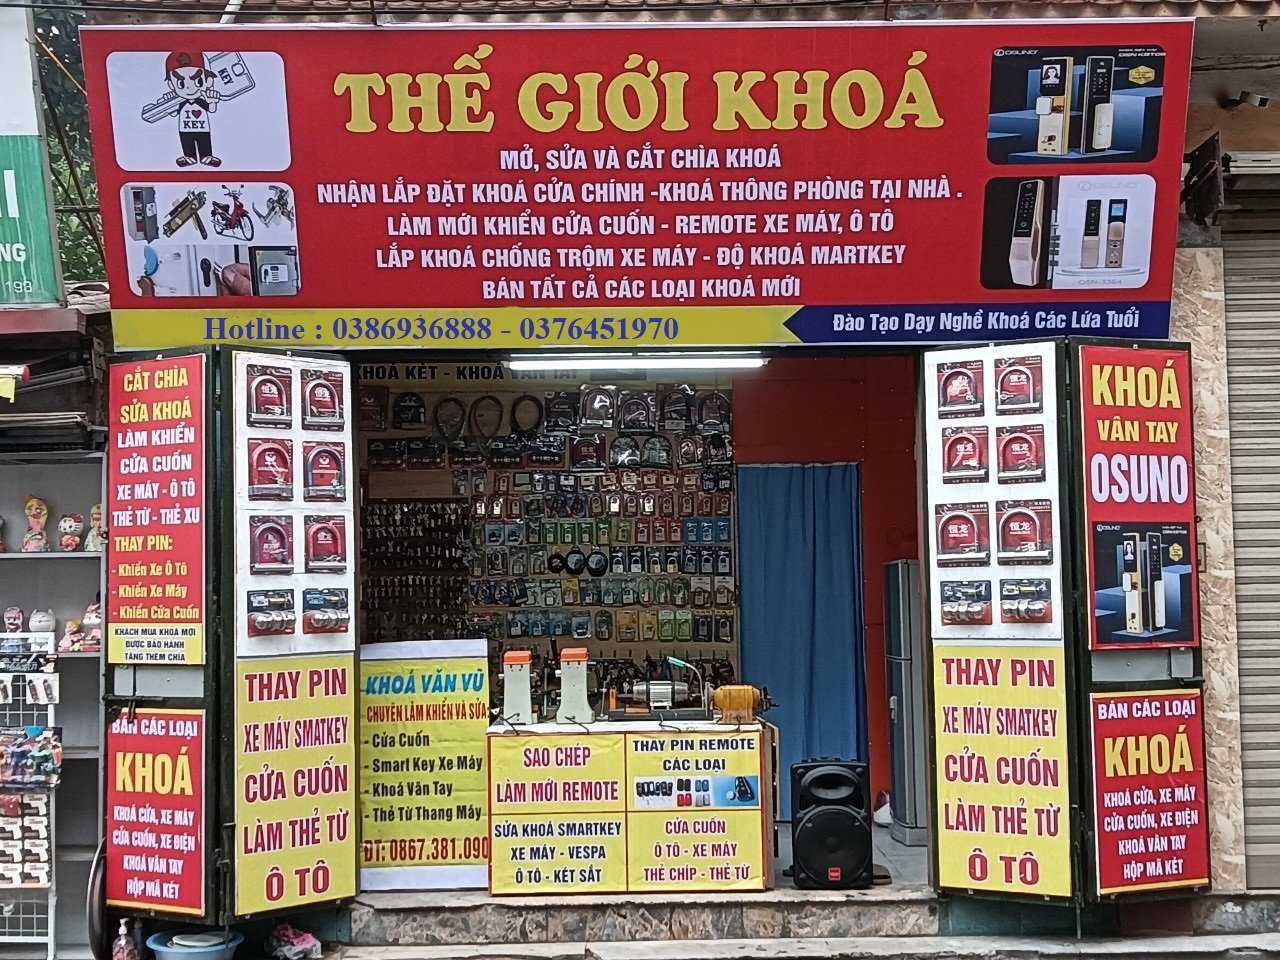 THẾ GIỚI KHOÁ
MỞ, SỬA VÀ CẮT CHÌA KHOÁ
NHẬN LẮP ĐẶT KHOÁ CỬA CHÍNH -KHOÁ THÔNG PHÒNG TẠI NHÀ .
LÀM MỚI KHIỂN CỬA CUỐN - REMOTE XE MÁY, Ô TÔ
LẮP KHOÁ CHỐNG TRỘM XE MÁY - ĐỘ KHOÁ MARTKEY
BÁN TẤT CẢ CÁC LOẠI KHOÁ MỚI
Hotline : 0386936888 - 0376451970
Đào Tạo Dạy Nghề Khoá Các Lứa Tuổi
KEY
I ♥
KEY
OSUNO
OSUNO
OSN-3364
NG
193
CẮT CHÌA
SỬA KHOÁ
LÀM KHIỂN
CỬA CUỐN
XE MÁY - Ô TÔ
THẺ TỪ - THẺ XU
THAY PIN:
- Khiển Xe Ô Tô
- Khiển Xe Máy
- Khiển Cửa Cuốn
KHÁCH MUA KHOÁ MỚI
ĐƯỢC BẢO HÀNH
TẶNG THÊM CHÌA
BÁN CÁC LOẠI
KHOÁ
KHOÁ CỬA, XE MÁY
CỬA CUỐN, XE ĐIỆN
KHOÁ VÂN TAY
HỘP MÃ KÉT
THAY PIN
XE MÁY SMATKEY
CỬA CUỐN
LÀM THẺ TỪ
Ô TÔ
KHOÁ KÉT - KHOÁ VÂN TAY
KHOÁ VĂN VŨ
CHUYÊN LÀM KHIỂN VÀ SỬA:
- Cửa Cuốn
- Smart Key Xe Máy
- Khoá Vân Tay
- Thẻ Từ Thang Máy
ĐT: 0867.381.090
SAO CHÉP
LÀM MỚI REMOTE
THAY PIN REMOTE
CÁC LOẠI
SỬA KHOÁ SMARTKEY
XE MÁY - VESPA
Ô TÔ - KÉT SẮT
CỬA CUỐN
Ô TÔ - XE MÁY
THẺ CHÍP - THẺ TỪ
THAY PIN
XE MÁY SMATKEY
CỬA CUỐN
LÀM THẺ TỪ
Ô TÔ
KHOÁ
VÂN TAY
OSUNO
OSUNO
BÁN CÁC LOẠI
KHOÁ
KHOÁ CỬA, XE MÁY
CỬA CUỐN, XE ĐIỆN
KHOÁ VÂN TAY
HỘP MÃ KÉT